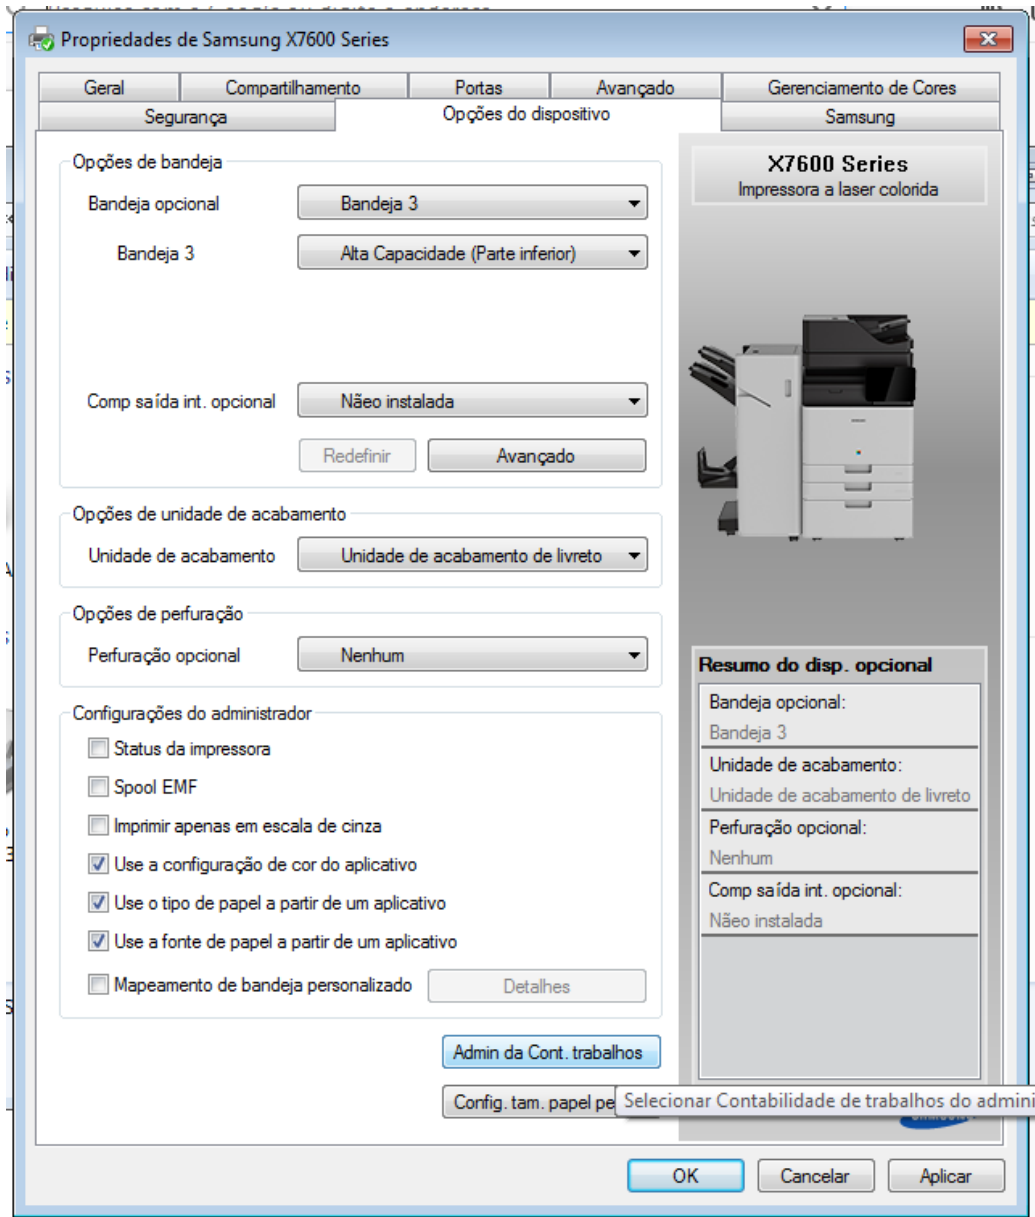 Propriedades de Samsung X7600 Series
Geral
Compartilhamento
Portas
Avançado
Gerenciamento de Cores
Segurança
Opções do dispositivo
Samsung
Opções de bandeja
Bandeja opcional
Bandeja 3
Bandeja 3
Alta Capacidade (Parte inferior)
Comp saída int. opcional
Nãeo instalada
Redefinir
Avançado
Opções de unidade de acabamento
Unidade de acabamento
Unidade de acabamento de livreto
Opções de perfuração
Perfuração opcional
Nenhum
Configurações do administrador
Status da impressora
Spool EMF
Imprimir apenas em escala de cinza
Use a configuração de cor do aplicativo
Use o tipo de papel a partir de um aplicativo
Use a fonte de papel a partir de um aplicativo
Mapeamento de bandeja personalizado
Detalhes
Admin da Cont. trabalhos
Config. tam. papel pe
Selecionar Contabilidade de trabalhos do admini
X7600 Series
Impressora a laser colorida
Resumo do disp. opcional
Bandeja opcional:
Bandeja 3
Unidade de acabamento:
Unidade de acabamento de livreto
Perfuração opcional:
Nenhum
Comp saída int. opcional:
Nãeo instalada
OK
Cancelar
Aplicar